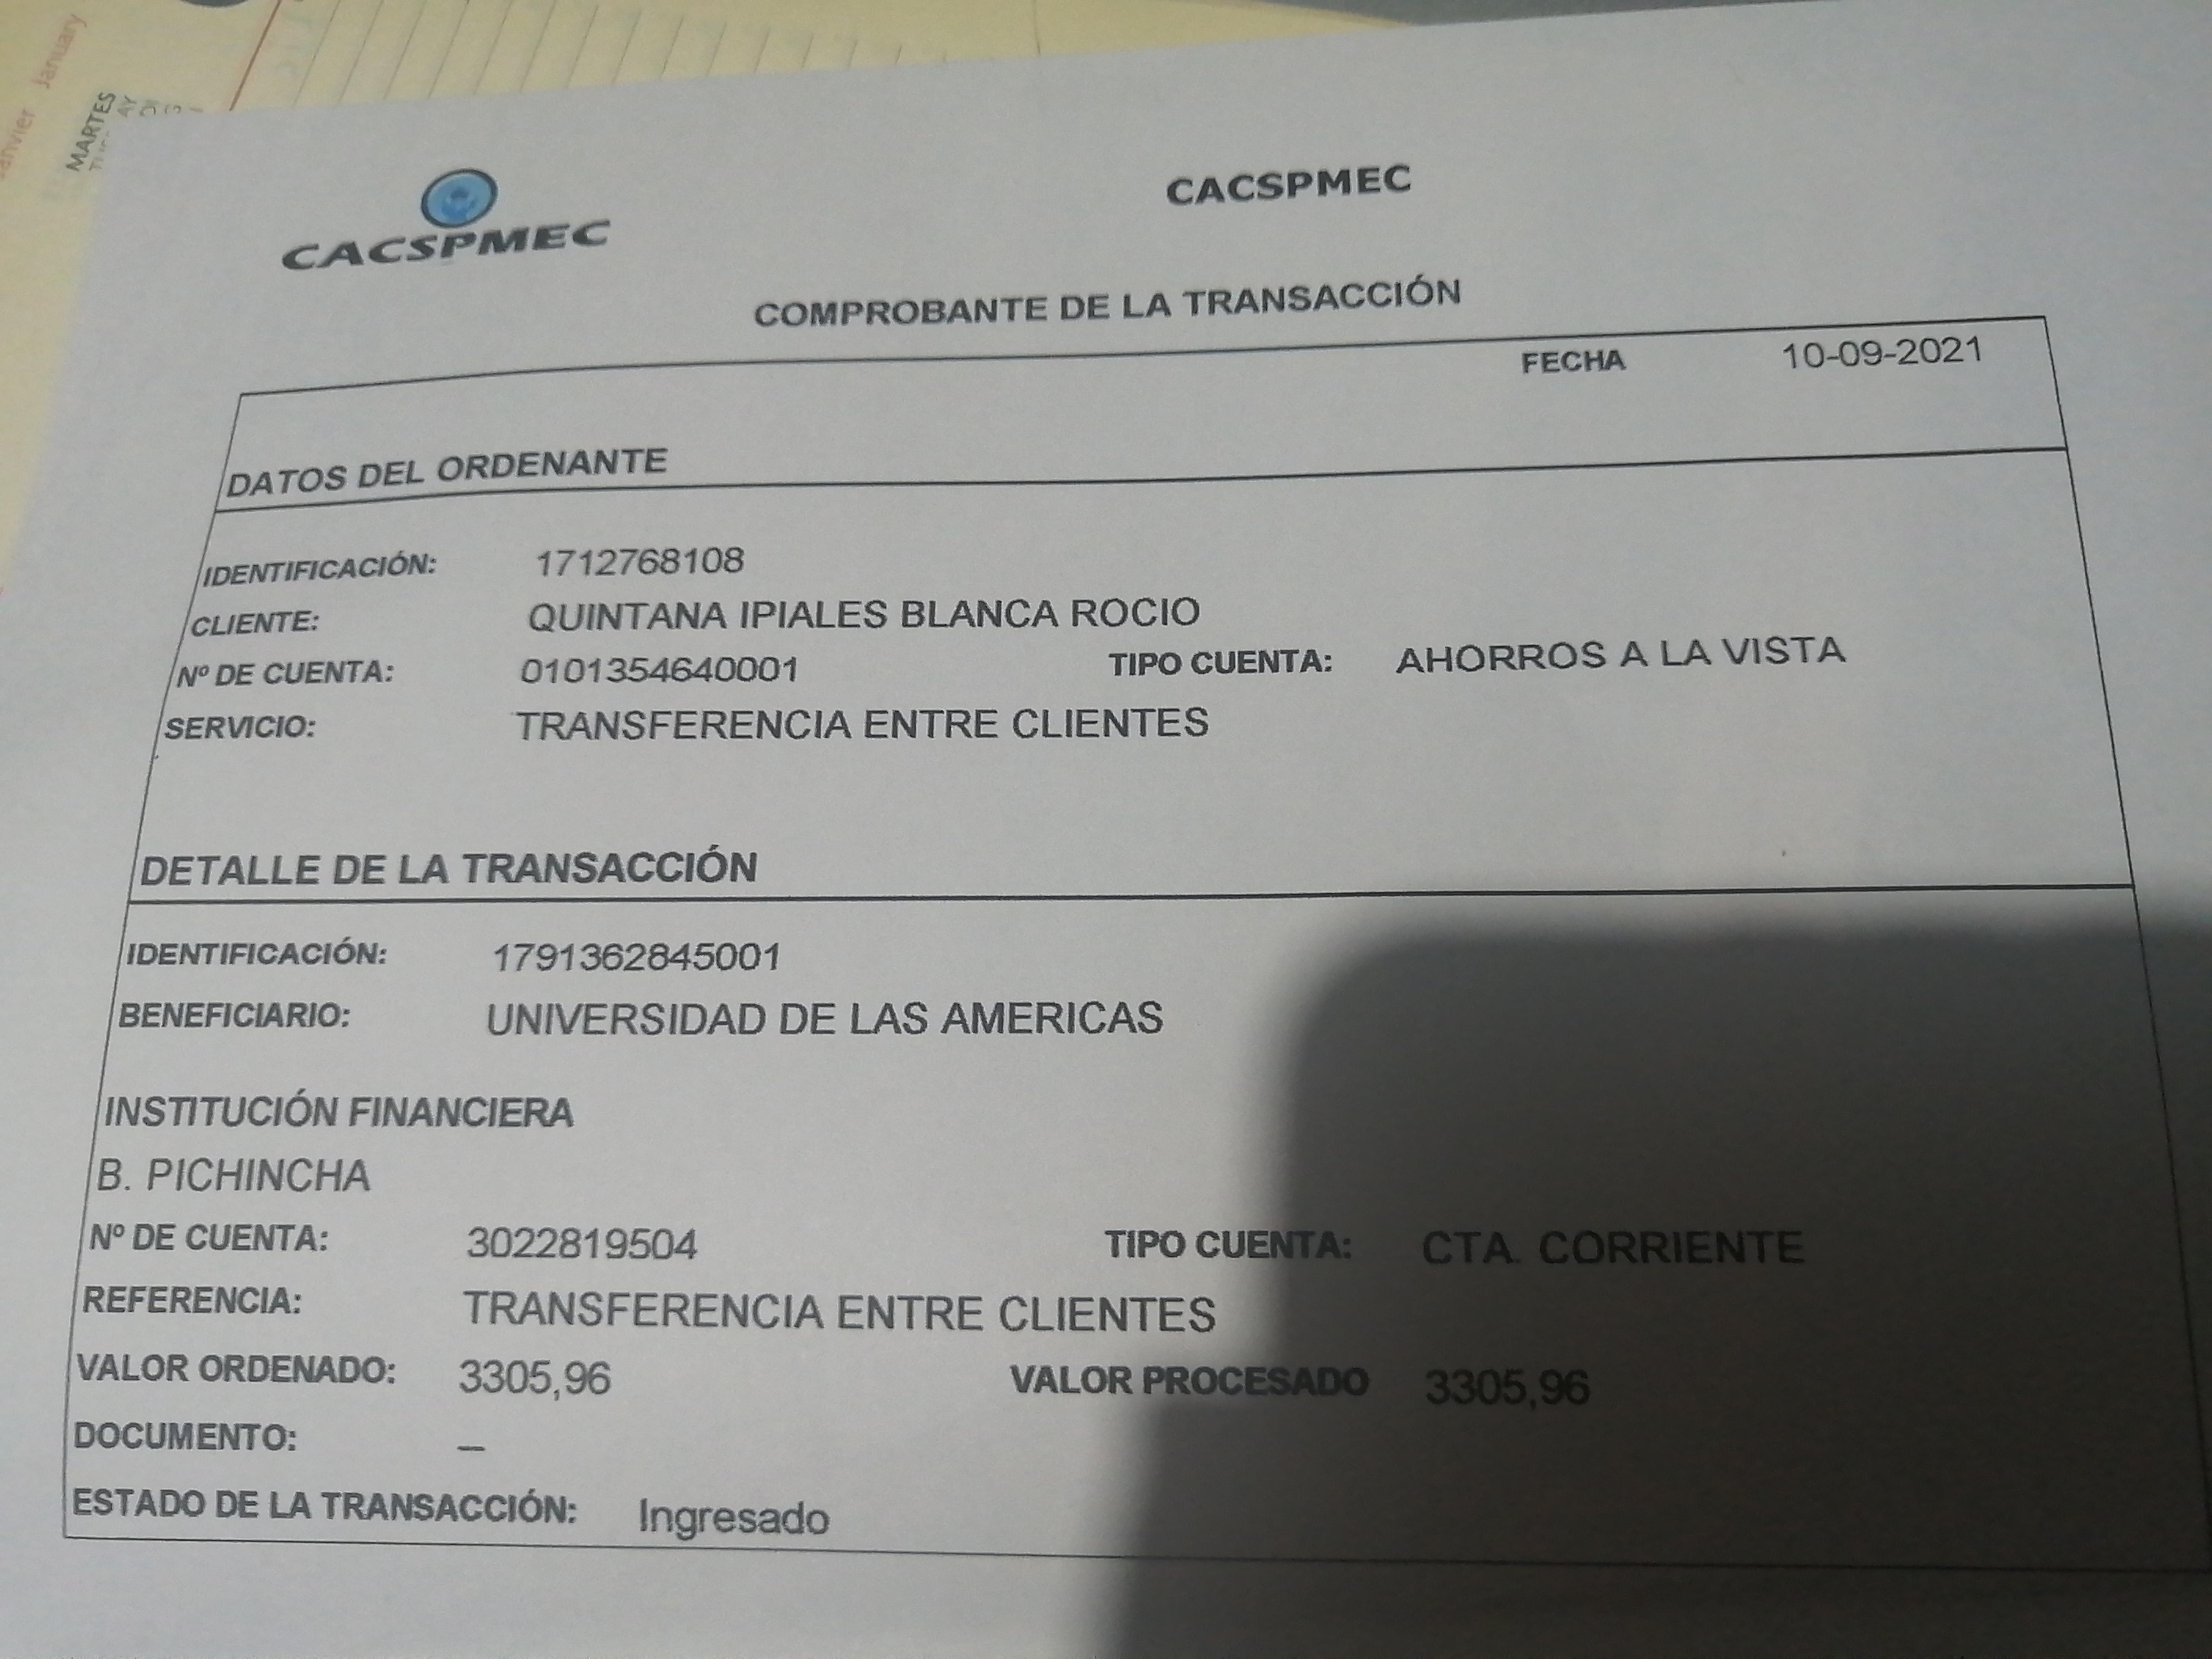 January
MARTES
CACSPMEC
CACSPMEC
COMPROBANTE DE LA TRANSACCIÓN
FECHA 10-09-2021
DATOS DEL ORDENANTE
IDENTIFICACIÓN: 1712768108
CLIENTE: QUINTANA IPIALES BLANCA ROCIO
Nº DE CUENTA: 0101354640001 TIPO CUENTA: AHORROS A LA VISTA
SERVICIO: TRANSFERENCIA ENTRE CLIENTES
DETALLE DE LA TRANSACCIÓN
IDENTIFICACIÓN: 1791362845001
BENEFICIARIO: UNIVERSIDAD DE LAS AMERICAS
INSTITUCIÓN FINANCIERA
B. PICHINCHA
Nº DE CUENTA: 3022819504 TIPO CUENTA: CTA. CORRIENTE
REFERENCIA: TRANSFERENCIA ENTRE CLIENTES
VALOR ORDENADO: 3305,96 VALOR PROCESADO 3305,96
DOCUMENTO: _
ESTADO DE LA TRANSACCIÓN: Ingresado